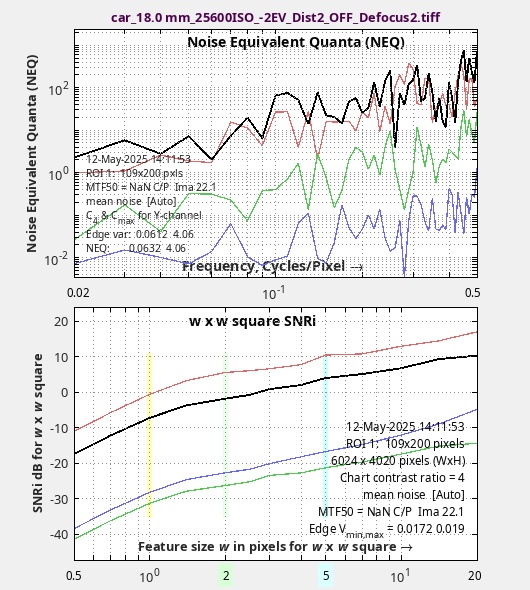 car_18.0 mm_25600ISO_-2EV_Dist2_OFF_Defocus2.tiff
Noise Equivalent Quanta (NEQ)
Noise Equivalent Quanta (NEQ)
10²
10⁰
10⁻²
12-May-2025 14:11:53
ROI 1: 109x200 pxls
MTF50 = NaN C/P Ima 22.1
mean noise [Auto]
C₄ & Cmax for Y-channel
Edge var: 0.0612 4.06
NEQ: 0.0632 4.06
Frequency, Cycles/Pixel →
0.02 10⁻¹ 0.5
w x w square SNRi
SNRi dB for w x w square
20
10
0
-10
-20
-30
-40
12-May-2025 14:11:53
ROI 1: 109x200 pixels
6024 x 4020 pixels (WxH)
Chart contrast ratio = 4
mean noise [Auto]
MTF50 = NaN C/P Ima 22.1
Edge Vmin,max = 0.0172 0.019
Feature size w in pixels for w x w square →
0.5 10⁰ 2 5 10¹ 20